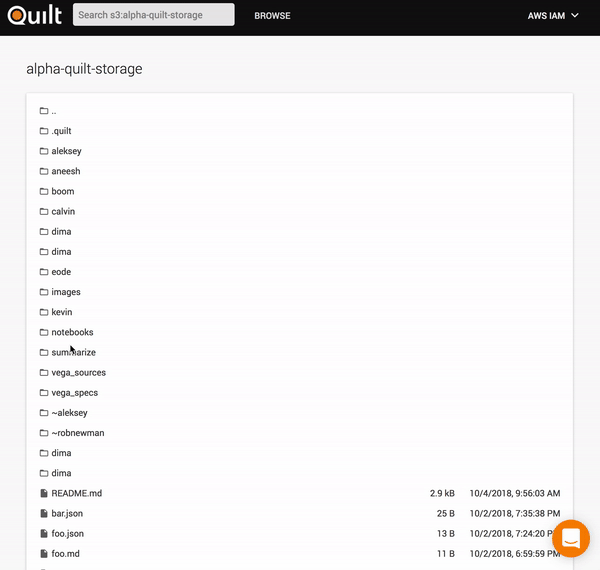 Quilt Search s3:alpha-quilt-storage BROWSE AWS IAM
alpha-quilt-storage
..
.quilt
aleksey
aneesh
boom
calvin
dima
dima
eode
images
kevin
notebooks
summarize
vega_sources
vega_specs
~aleksey
~robnewman
dima
dima
README.md 2.9 kB 10/4/2018, 9:56:03 AM
bar.json 25 B 10/2/2018, 7:35:38 PM
foo.json 13 B 10/2/2018, 7:24:20 PM
foo.md 11 B 10/2/2018, 6:59:59 PM